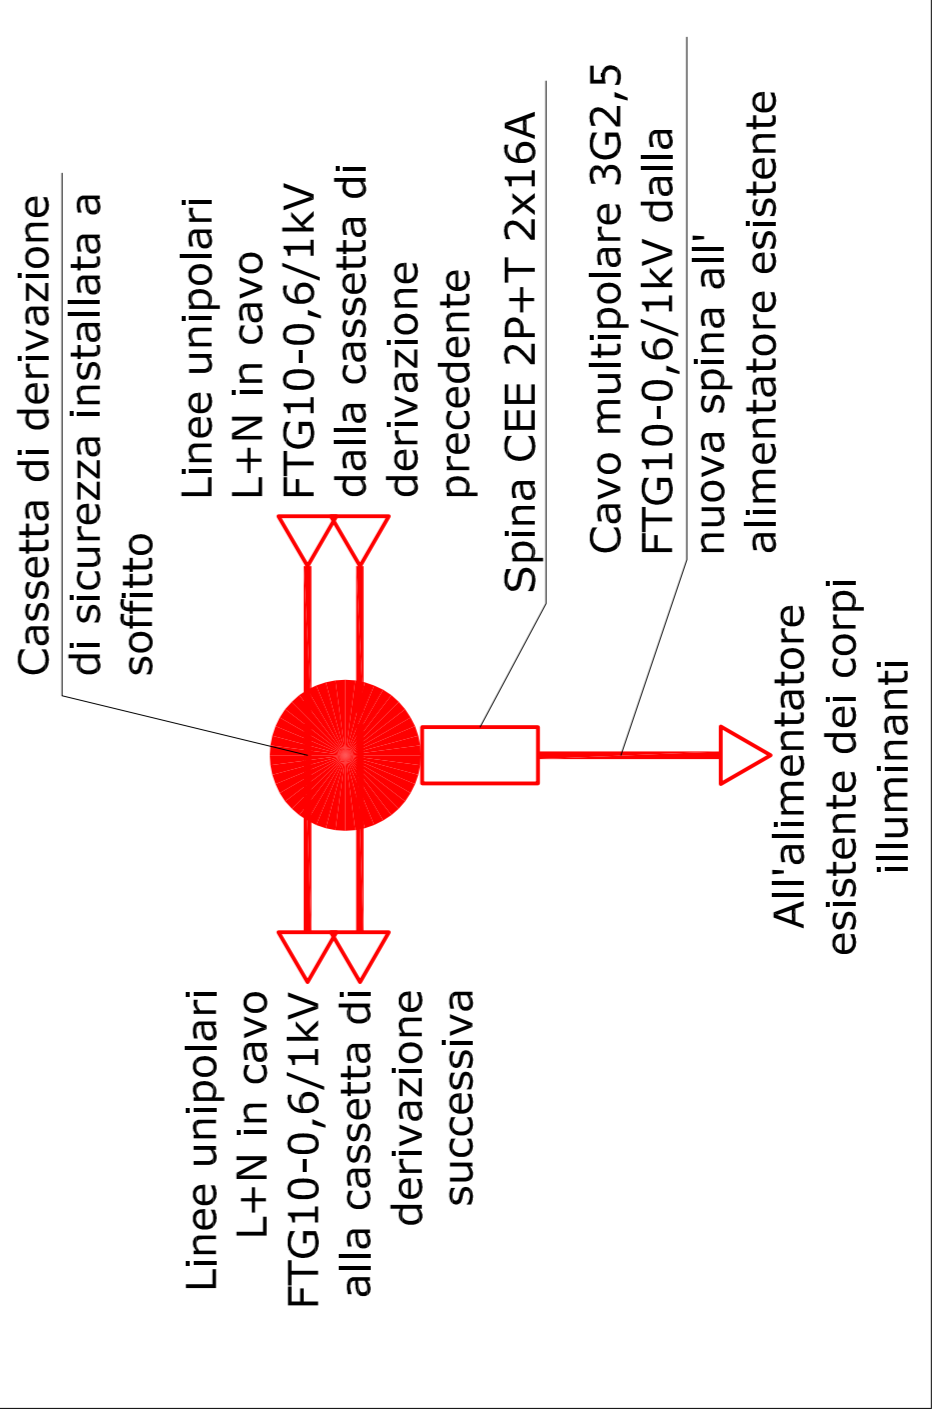 Cassetta di derivazione
di sicurezza installata a
soffitto
Linee unipolari
L+N in cavo
FTG10-0,6/1kV
dalla cassetta di
derivazione
precedente
Spina CEE 2P+T 2x16A
Cavo multipolare 3G2,5
FTG10-0,6/1kV dalla
nuova spina all'
alimentatore esistente
All'alimentatore
esistente dei corpi
illuminanti
Linee unipolari
L+N in cavo
FTG10-0,6/1kV
alla cassetta di
derivazione
successiva